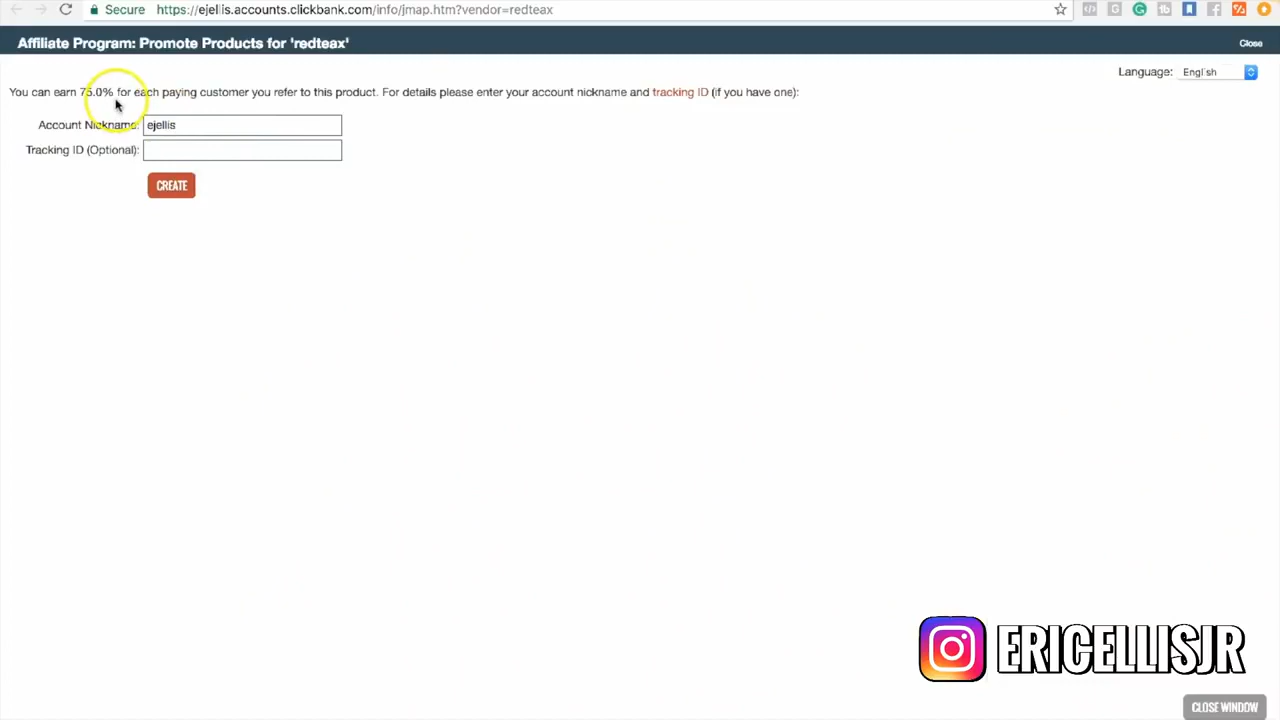 Secure https://ejellis.accounts.clickbank.com/info/jmap.htm?vendor=redteax
Affiliate Program: Promote Products for 'redteax'
Close
Language: English
You can earn 75.0% for each paying customer you refer to this product. For details please enter your account nickname and tracking ID (if you have one):
Account Nickname: ejellis
Tracking ID (Optional):
CREATE
ERICELLISJR
CLOSE WINDOW